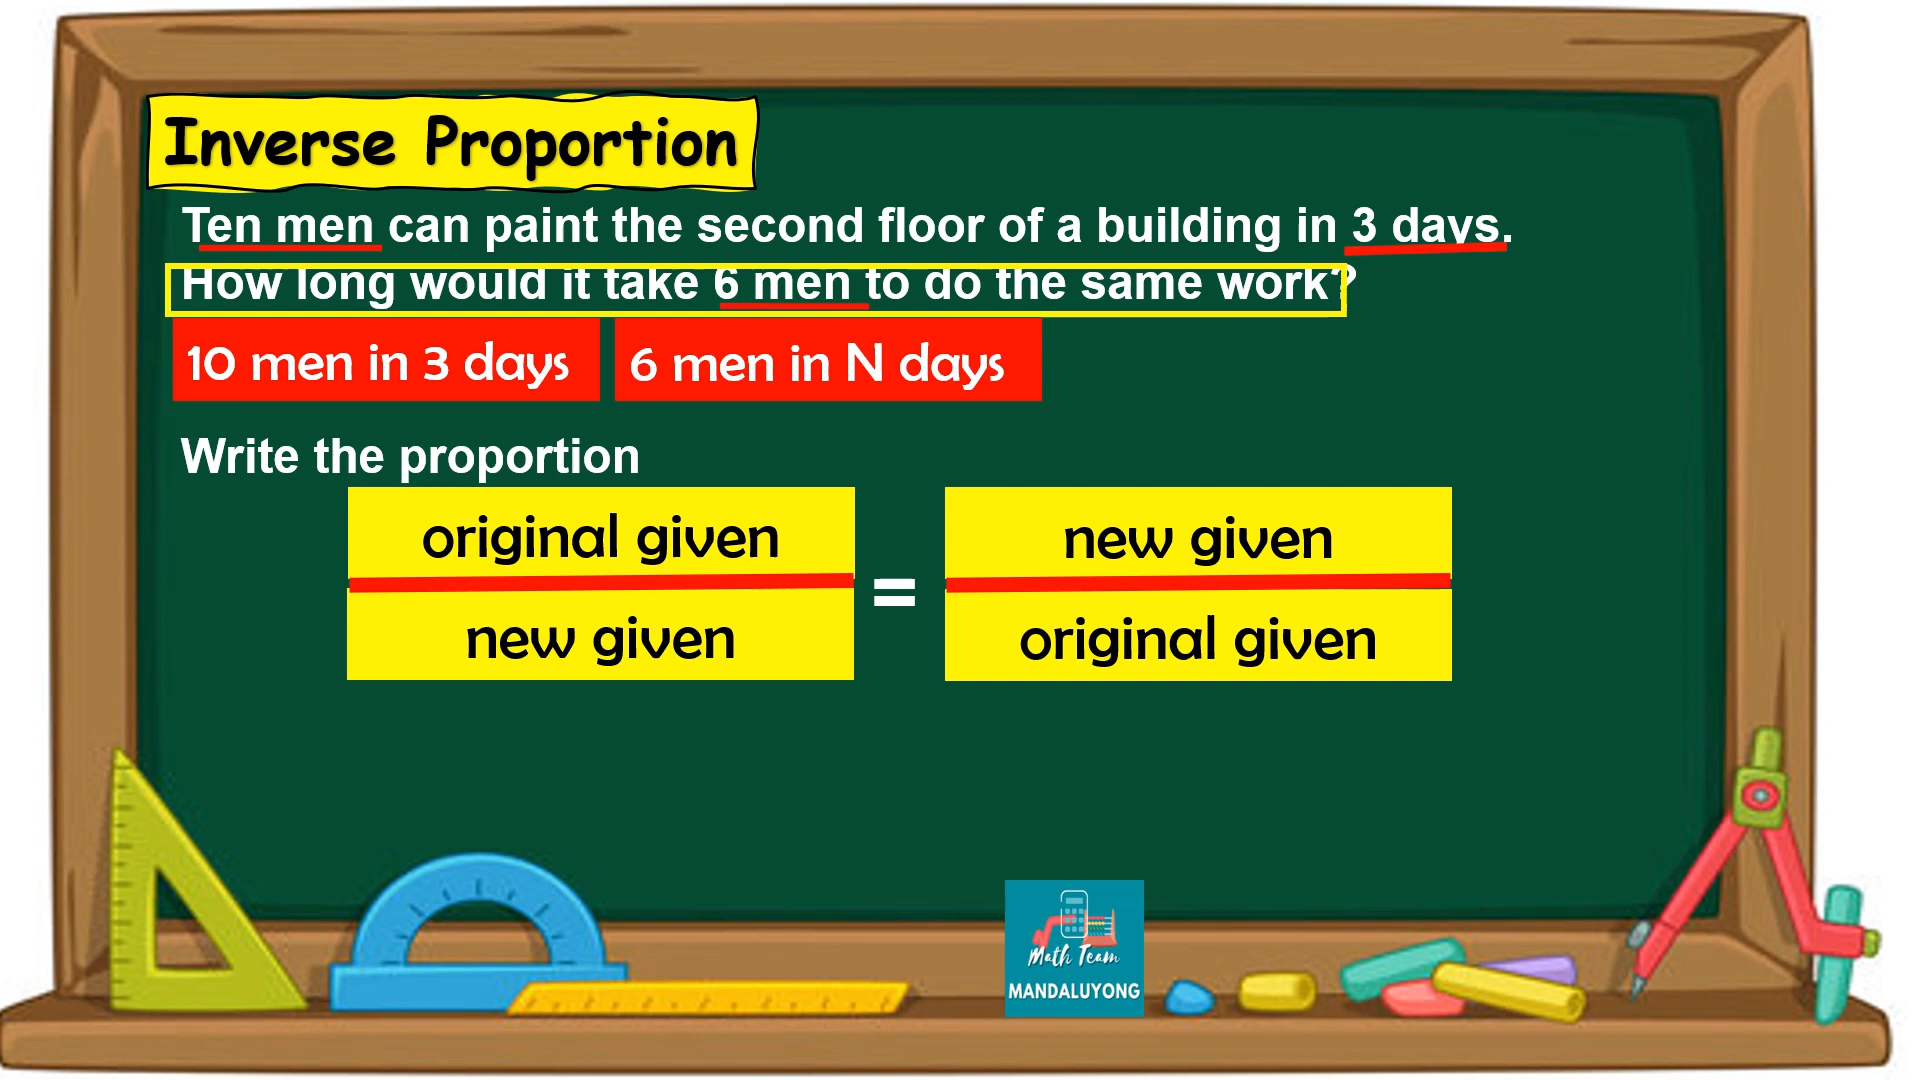 Inverse Proportion
Ten men can paint the second floor of a building in 3 days.
How long would it take 6 men to do the same work?
10 men in 3 days
6 men in N days
Write the proportion
original given
new given
=
new given
original given
Math Team
MANDALUYONG